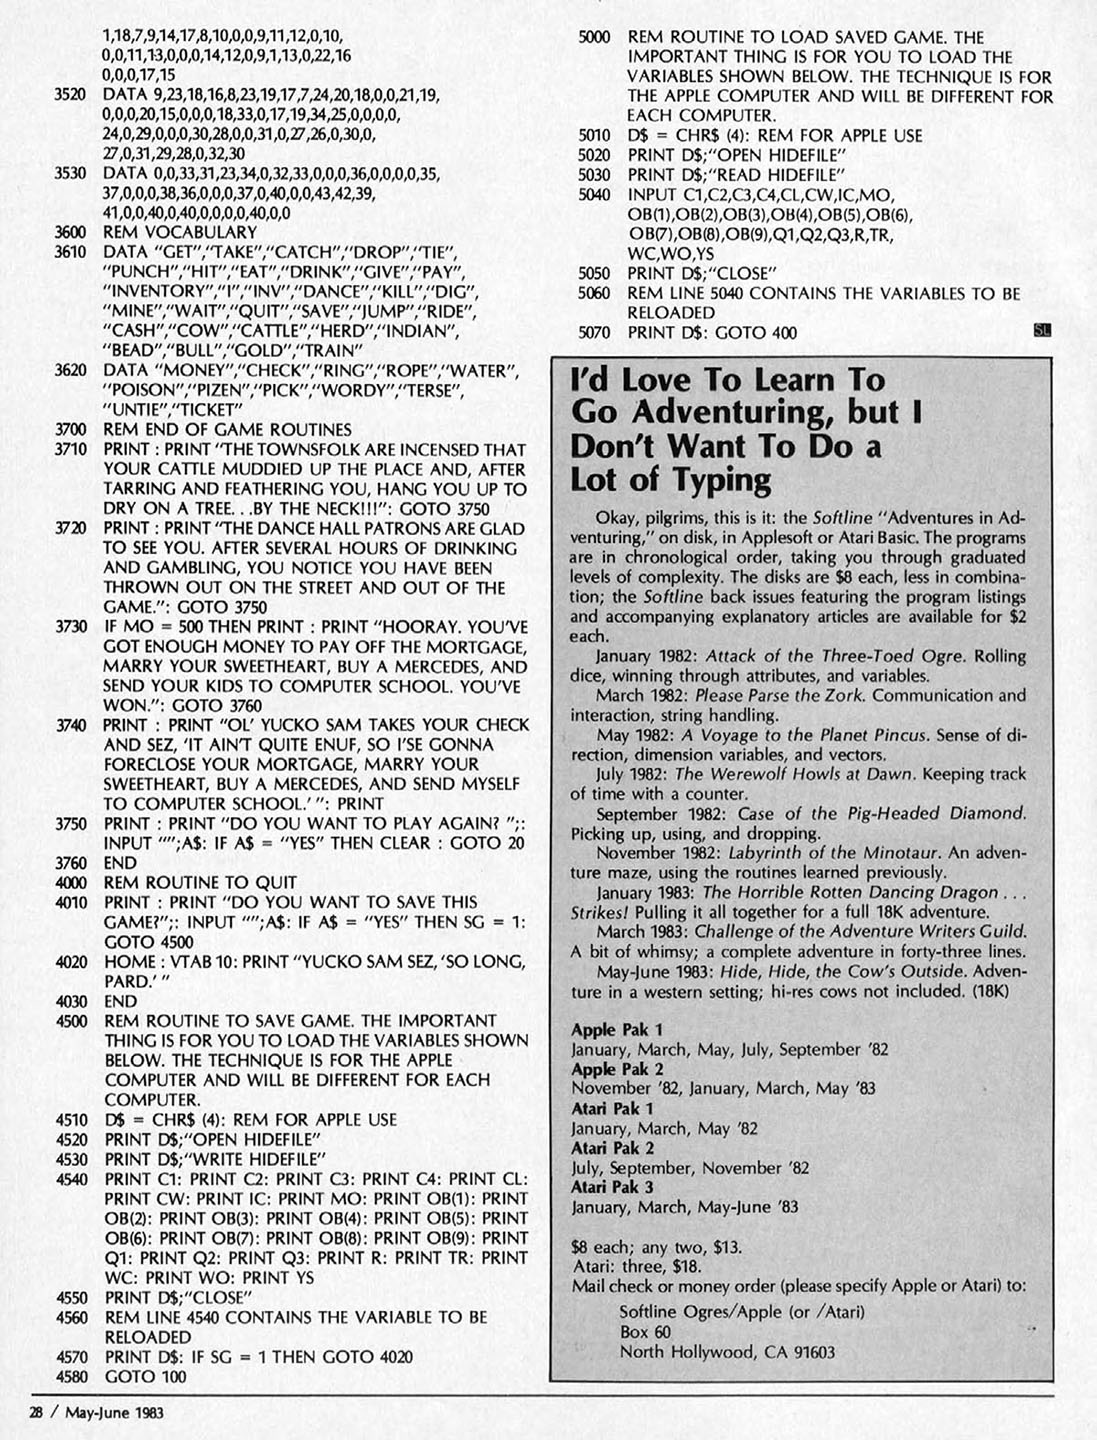 1,18,7,9,14,17,8,10,0,0,9,11,12,0,10,
0,0,11,13,0,0,0,14,12,0,9,1,13,0,22,16
0,0,0,17,15
3520 DATA 9,23,18,16,8,23,19,17,7,24,20,18,0,0,21,19,
0,0,0,20,15,0,0,0,18,33,0,17,19,34,25,0,0,0,0,
24,0,29,0,0,0,30,28,0,0,31,0,27,26,0,30,0,
27,0,31,29,28,0,32,30
3530 DATA 0,0,33,31,23,34,0,32,33,0,0,0,36,0,0,0,0,35,
37,0,0,0,38,36,0,0,0,37,0,40,0,0,43,42,39,
41,0,0,40,0,40,0,0,0,0,40,0,0
3600 REM VOCABULARY
3610 DATA "GET","TAKE","CATCH","DROP","TIE",
"PUNCH","HIT","EAT","DRINK","GIVE","PAY",
"INVENTORY","I","INV","DANCE","KILL","DIG",
"MINE","WAIT","QUIT","SAVE","JUMP","RIDE",
"CASH","COW","CATTLE","HERD","INDIAN",
"BEAD","BULL","GOLD","TRAIN"
3620 DATA "MONEY","CHECK","RING","ROPE","WATER",
"POISON","PIZEN","PICK","WORDY","TERSE",
"UNTIE","TICKET"
3700 REM END OF GAME ROUTINES
3710 PRINT : PRINT "THE TOWNSFOLK ARE INCENSED THAT
YOUR CATTLE MUDDIED UP THE PLACE AND, AFTER
TARRING AND FEATHERING YOU, HANG YOU UP TO
DRY ON A TREE. . .BY THE NECK!!!": GOTO 3750
3720 PRINT : PRINT "THE DANCE HALL PATRONS ARE GLAD
TO SEE YOU. AFTER SEVERAL HOURS OF DRINKING
AND GAMBLING, YOU NOTICE YOU HAVE BEEN
THROWN OUT ON THE STREET AND OUT OF THE
GAME.": GOTO 3750
3730 IF MO = 500 THEN PRINT : PRINT "HOORAY. YOU'VE
GOT ENOUGH MONEY TO PAY OFF THE MORTGAGE,
MARRY YOUR SWEETHEART, BUY A MERCEDES, AND
SEND YOUR KIDS TO COMPUTER SCHOOL. YOU'VE
WON.": GOTO 3760
3740 PRINT : PRINT "OL' YUCKO SAM TAKES YOUR CHECK
AND SEZ, 'IT AIN'T QUITE ENUF, SO I'SE GONNA
FORECLOSE YOUR MORTGAGE, MARRY YOUR
SWEETHEART, BUY A MERCEDES, AND SEND MYSELF
TO COMPUTER SCHOOL.' ": PRINT
3750 PRINT : PRINT "DO YOU WANT TO PLAY AGAIN? ";:
INPUT "";A$: IF A$ = "YES" THEN CLEAR : GOTO 20
3760 END
4000 REM ROUTINE TO QUIT
4010 PRINT : PRINT "DO YOU WANT TO SAVE THIS
GAME?";: INPUT "";A$: IF A$ = "YES" THEN SG = 1:
GOTO 4500
4020 HOME : VTAB 10: PRINT "YUCKO SAM SEZ, 'SO LONG,
PARD.' "
4030 END
4500 REM ROUTINE TO SAVE GAME. THE IMPORTANT
THING IS FOR YOU TO LOAD THE VARIABLES SHOWN
BELOW. THE TECHNIQUE IS FOR THE APPLE
COMPUTER AND WILL BE DIFFERENT FOR EACH
COMPUTER.
4510 D$ = CHR$ (4): REM FOR APPLE USE
4520 PRINT D$;"OPEN HIDEFILE"
4530 PRINT D$;"WRITE HIDEFILE"
4540 PRINT C1: PRINT C2: PRINT C3: PRINT C4: PRINT CL:
PRINT CW: PRINT IC: PRINT MO: PRINT OB(1): PRINT
OB(2): PRINT OB(3): PRINT OB(4): PRINT OB(5): PRINT
OB(6): PRINT OB(7): PRINT OB(8): PRINT OB(9): PRINT
Q1: PRINT Q2: PRINT Q3: PRINT R: PRINT TR: PRINT
WC: PRINT WO: PRINT YS
4550 PRINT D$;"CLOSE"
4560 REM LINE 4540 CONTAINS THE VARIABLE TO BE
RELOADED
4570 PRINT D$: IF SG = 1 THEN GOTO 4020
4580 GOTO 100
5000 REM ROUTINE TO LOAD SAVED GAME. THE
IMPORTANT THING IS FOR YOU TO LOAD THE
VARIABLES SHOWN BELOW. THE TECHNIQUE IS FOR
THE APPLE COMPUTER AND WILL BE DIFFERENT FOR
EACH COMPUTER.
5010 D$ = CHR$ (4): REM FOR APPLE USE
5020 PRINT D$;"OPEN HIDEFILE"
5030 PRINT D$;"READ HIDEFILE"
5040 INPUT C1,C2,C3,C4,CL,CW,IC,MO,
OB(1),OB(2),OB(3),OB(4),OB(5),OB(6),
OB(7),OB(8),OB(9),Q1,Q2,Q3,R,TR,
WC,WO,YS
5050 PRINT D$;"CLOSE"
5060 REM LINE 5040 CONTAINS THE VARIABLES TO BE
RELOADED
5070 PRINT D$: GOTO 400 SL
I'd Love To Learn To
Go Adventuring, but I
Don't Want To Do a
Lot of Typing
Okay, pilgrims, this is it: the Softline "Adventures in Ad-
venturing," on disk, in Applesoft or Atari Basic. The programs
are in chronological order, taking you through graduated
levels of complexity. The disks are $8 each, less in combina-
tion; the Softline back issues featuring the program listings
and accompanying explanatory articles are available for $2
each.
January 1982: Attack of the Three-Toed Ogre. Rolling
dice, winning through attributes, and variables.
March 1982: Please Parse the Zork. Communication and
interaction, string handling.
May 1982: A Voyage to the Planet Pincus. Sense of di-
rection, dimension variables, and vectors.
July 1982: The Werewolf Howls at Dawn. Keeping track
of time with a counter.
September 1982: Case of the Pig-Headed Diamond.
Picking up, using, and dropping.
November 1982: Labyrinth of the Minotaur. An adven-
ture maze, using the routines learned previously.
January 1983: The Horrible Rotten Dancing Dragon . . .
Strikes! Pulling it all together for a full 18K adventure.
March 1983: Challenge of the Adventure Writers Guild.
A bit of whimsy; a complete adventure in forty-three lines.
May-June 1983: Hide, Hide, the Cow's Outside. Adven-
ture in a western setting; hi-res cows not included. (18K)
Apple Pak 1
January, March, May, July, September '82
Apple Pak 2
November '82, January, March, May '83
Atari Pak 1
January, March, May '82
Atari Pak 2
July, September, November '82
Atari Pak 3
January, March, May-June '83
$8 each; any two, $13.
Atari: three, $18.
Mail check or money order (please specify Apple or Atari) to:
Softline Ogres/Apple (or /Atari)
Box 60
North Hollywood, CA 91603
28 / May-June 1983